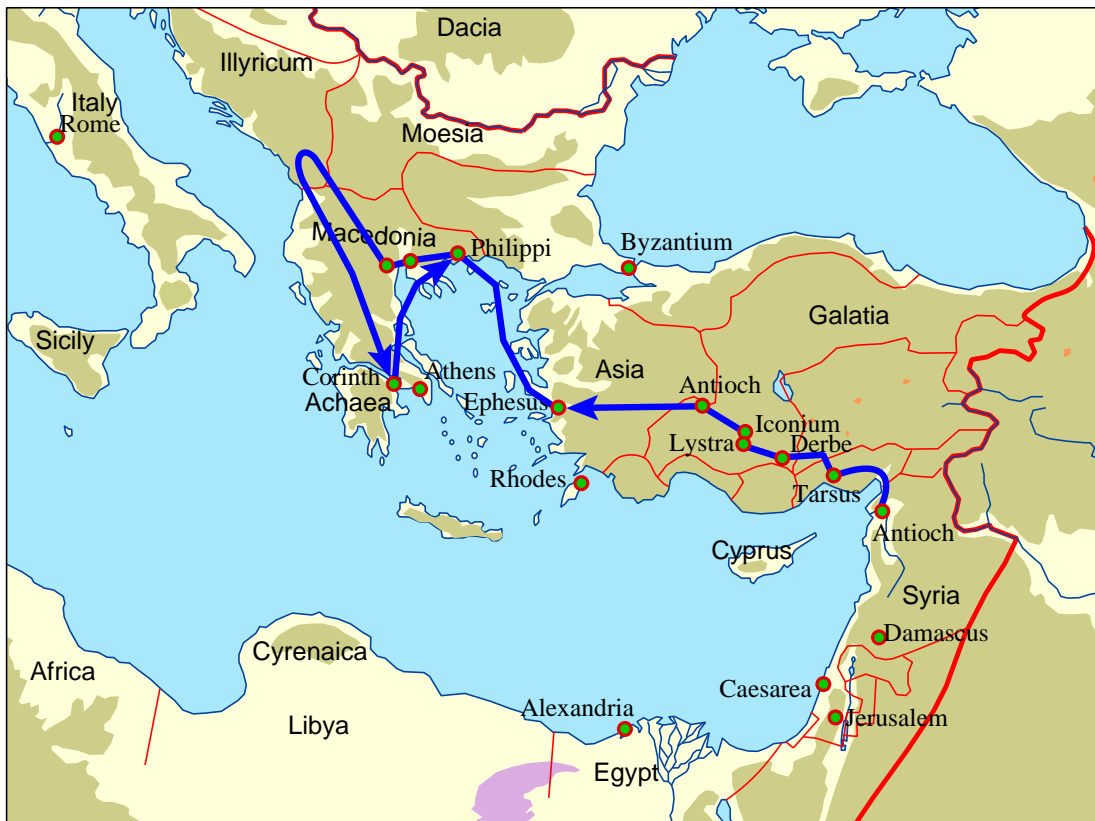 Dacia
Illyricum
Italy
Rome
Moesia
Macedonia
Philippi
Byzantium
Galatia
Sicily
Corinth
Athens
Achaea
Ephesus
Asia
Antioch
Iconium
Lystra
Derbe
Tarsus
Rhodes
Antioch
Cyprus
Syria
Damascus
Cyrenaica
Africa
Caesarea
Jerusalem
Alexandria
Libya
Egypt